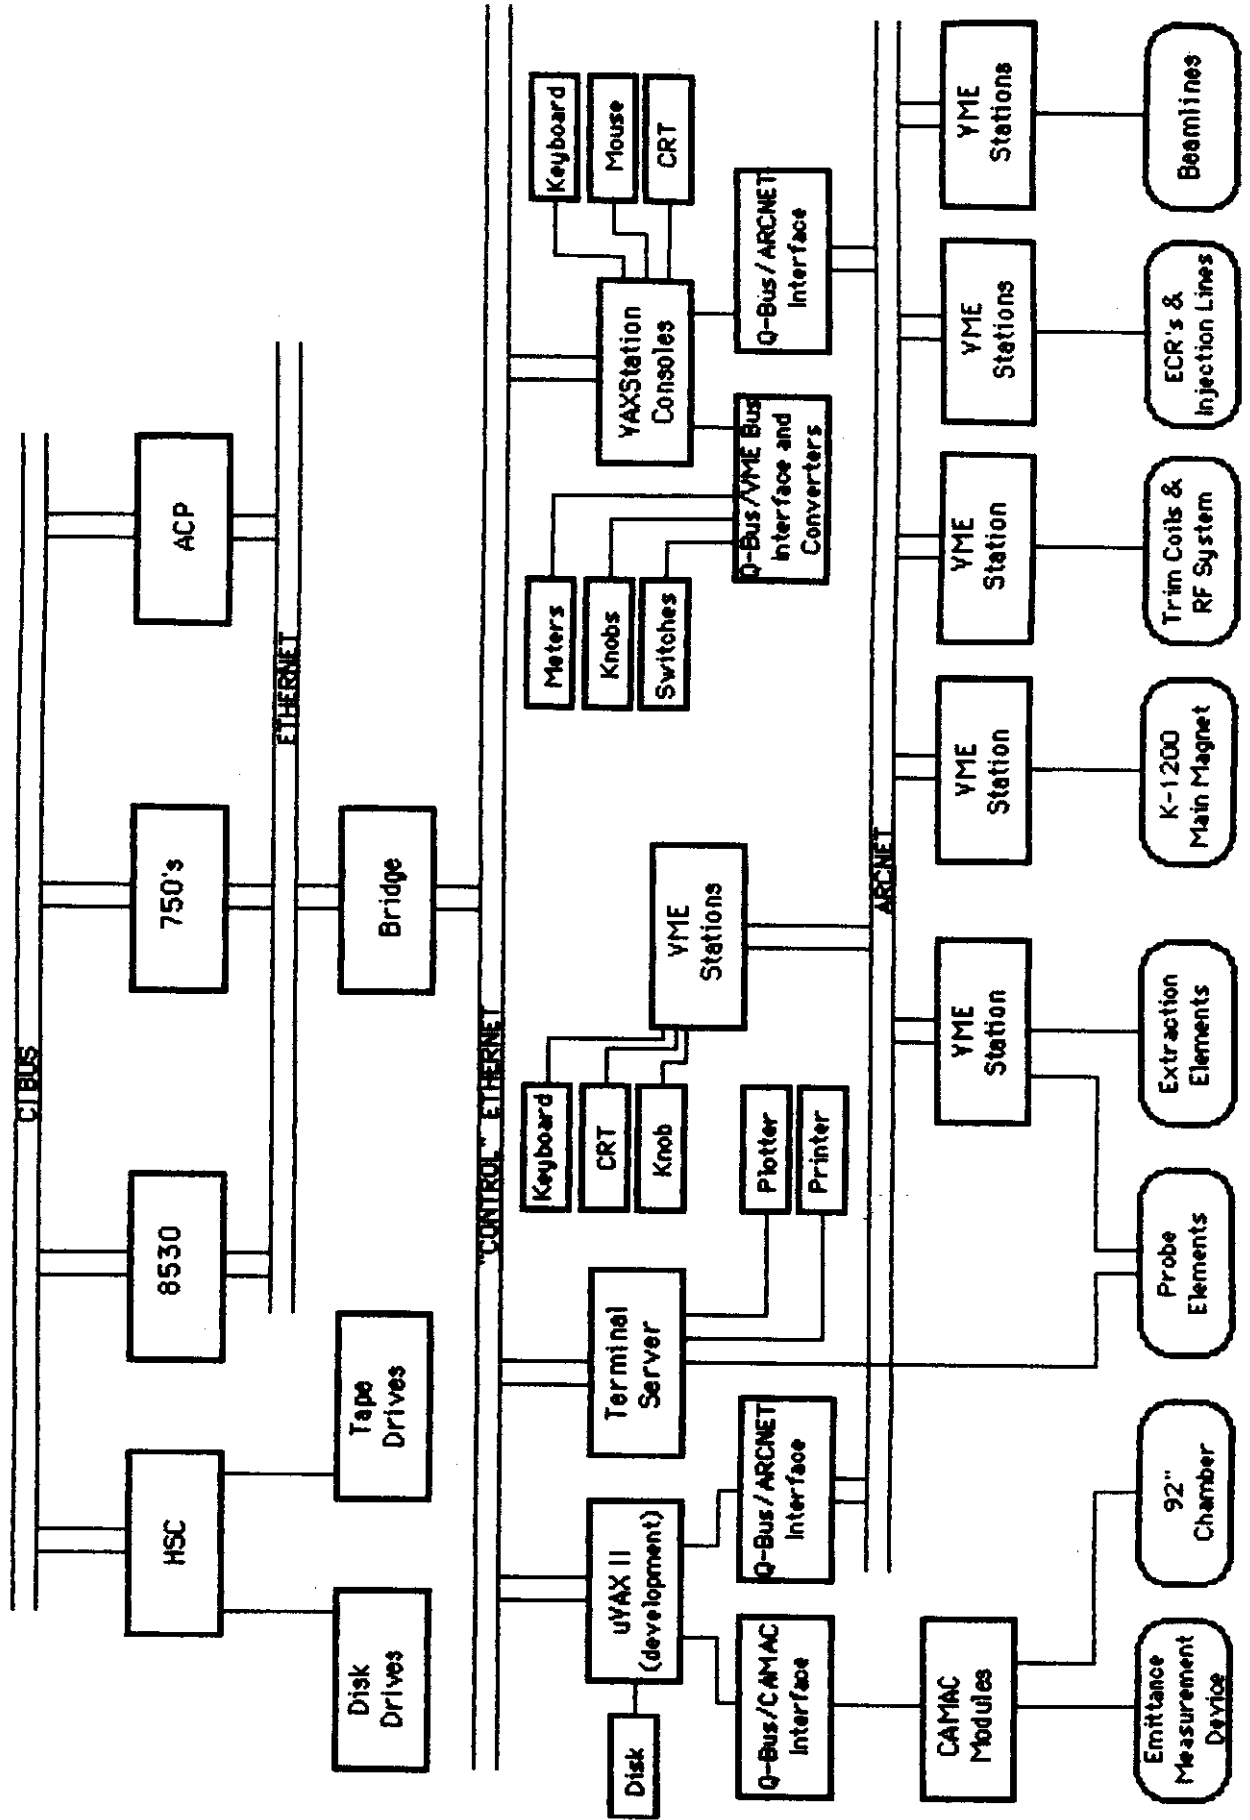 CI BUS
HSC
8530
750's
ACP
ETHERNET
Disk
Drives
Tape
Drives
Bridge
"CONTROL" ETHERNET
Disk
uVAX II
(development)
Terminal
Server
Keyboard
CRT
Knob
VME
Stations
Meters
Knobs
Switches
VAXStation
Consoles
Keyboard
Mouse
CRT
Q-Bus/CAMAC
Interface
Q-Bus/ARCNET
Interface
Plotter
Printer
Q-Bus/VME Bus
Interface and
Converters
Q-Bus/ARCNET
Interface
ARCNET
CAMAC
Modules
VME
Station
VME
Station
VME
Station
VME
Stations
VME
Stations
Emittance
Measurement
Device
92"
Chamber
Probe
Elements
Extraction
Elements
K-1200
Main Magnet
Trim Coils &
RF System
ECR's &
Injection Lines
Beamlines